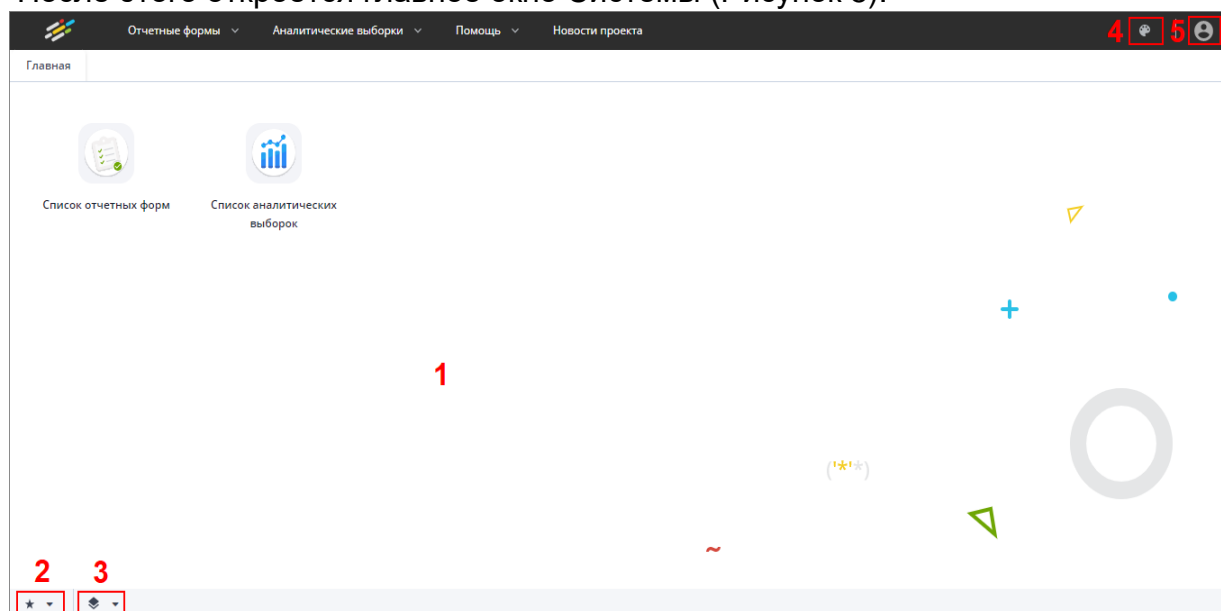 После этого откроется главное окно Системы (Рисунок 3).
Отчетные формы Аналитические выборки Помощь Новости проекта 4 5
Главная
Список отчетных форм Список аналитических
выборок
1
('*'*)
~
2 3